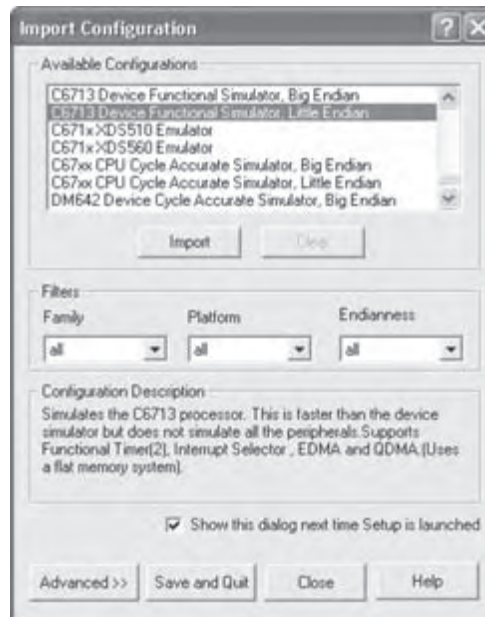 Import Configuration
Available Configurations
C6713 Device Functional Simulator, Big Endian
C6713 Device Functional Simulator, Little Endian
C671x XDS510 Emulator
C671x XDS560 Emulator
C67xx CPU Cycle Accurate Simulator, Big Endian
C67xx CPU Cycle Accurate Simulator, Little Endian
DM642 Device Cycle Accurate Simulator, Big Endian
Import Clear
Filters
Family Platform Endianness
all all all
Configuration Description
Simulates the C6713 processor. This is faster than the device
simulator but does not simulate all the peripherals.Supports
Functional Timer(2), Interrupt Selector , EDMA and QDMA.(Uses
a flat memory system).
Show this dialog next time Setup is launched
Advanced >> Save and Quit Close Help